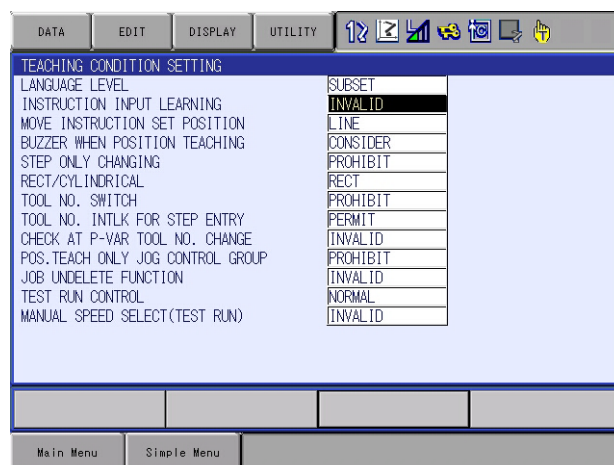 DATA EDIT DISPLAY UTILITY
TEACHING CONDITION SETTING
LANGUAGE LEVEL SUBSET
INSTRUCTION INPUT LEARNING INVALID
MOVE INSTRUCTION SET POSITION LINE
BUZZER WHEN POSITION TEACHING CONSIDER
STEP ONLY CHANGING PROHIBIT
RECT/CYLINDRICAL RECT
TOOL NO. SWITCH PROHIBIT
TOOL NO. INTLK FOR STEP ENTRY PERMIT
CHECK AT P-VAR TOOL NO. CHANGE INVALID
POS.TEACH ONLY JOG CONTROL GROUP PROHIBIT
JOB UNDELETE FUNCTION INVALID
TEST RUN CONTROL NORMAL
MANUAL SPEED SELECT(TEST RUN) INVALID
Main Menu Simple Menu